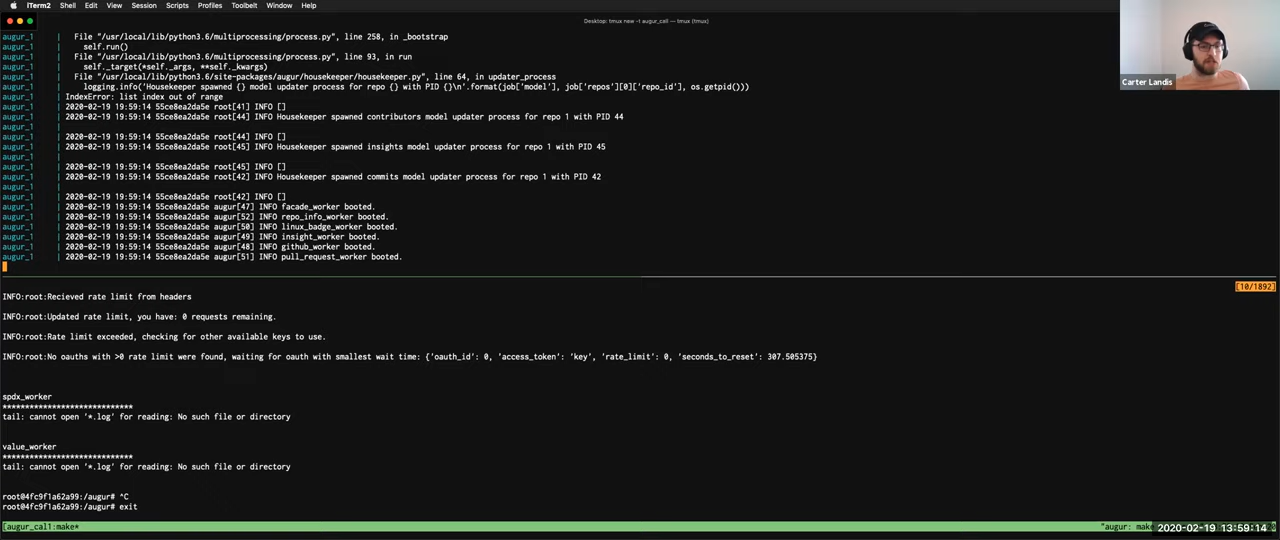 iTerm2 Shell Edit View Session Scripts Profiles Toolbelt Window Help
Desktop: tmux new -t augur_call — tmux (tmux)
augur_1 | File "/usr/local/lib/python3.6/multiprocessing/process.py", line 258, in _bootstrap
augur_1 | self.run()
augur_1 | File "/usr/local/lib/python3.6/multiprocessing/process.py", line 93, in run
augur_1 | self._target(*self._args, **self._kwargs)
augur_1 | File "/usr/local/lib/python3.6/site-packages/augur/housekeeper/housekeeper.py", line 64, in updater_process
augur_1 | logging.info('Housekeeper spawned {} model updater process for repo {} with PID {}\n'.format(job['model'], job['repos'][0]['repo_id'], os.getpid()))
augur_1 | IndexError: list index out of range
augur_1 | 2020-02-19 19:59:14 55ce8ea2da5e root[41] INFO []
augur_1 | 2020-02-19 19:59:14 55ce8ea2da5e root[44] INFO Housekeeper spawned contributors model updater process for repo 1 with PID 44
augur_1 |
augur_1 | 2020-02-19 19:59:14 55ce8ea2da5e root[44] INFO []
augur_1 | 2020-02-19 19:59:14 55ce8ea2da5e root[45] INFO Housekeeper spawned insights model updater process for repo 1 with PID 45
augur_1 |
augur_1 | 2020-02-19 19:59:14 55ce8ea2da5e root[45] INFO []
augur_1 | 2020-02-19 19:59:14 55ce8ea2da5e root[42] INFO Housekeeper spawned commits model updater process for repo 1 with PID 42
augur_1 |
augur_1 | 2020-02-19 19:59:14 55ce8ea2da5e root[42] INFO []
augur_1 | 2020-02-19 19:59:14 55ce8ea2da5e augur[47] INFO facade_worker booted.
augur_1 | 2020-02-19 19:59:14 55ce8ea2da5e augur[52] INFO repo_info_worker booted.
augur_1 | 2020-02-19 19:59:14 55ce8ea2da5e augur[50] INFO linux_badge_worker booted.
augur_1 | 2020-02-19 19:59:14 55ce8ea2da5e augur[49] INFO insight_worker booted.
augur_1 | 2020-02-19 19:59:14 55ce8ea2da5e augur[48] INFO github_worker booted.
augur_1 | 2020-02-19 19:59:14 55ce8ea2da5e augur[51] INFO pull_request_worker booted.
Carter Landis
[10/1892]
INFO:root:Recieved rate limit from headers
INFO:root:Updated rate limit, you have: 0 requests remaining.
INFO:root:Rate limit exceeded, checking for other available keys to use.
INFO:root:No oauths with >0 rate limit were found, waiting for oauth with smallest wait time: {'oauth_id': 0, 'access_token': 'key', 'rate_limit': 0, 'seconds_to_reset': 307.505375}
spdx_worker
*****************************
tail: cannot open '*.log' for reading: No such file or directory
value_worker
*****************************
tail: cannot open '*.log' for reading: No such file or directory
root@4fc9f1a62a99:/augur# ^C
root@4fc9f1a62a99:/augur# exit
[augur_cal1:make* "augur: make 2020-02-19 13:59:14